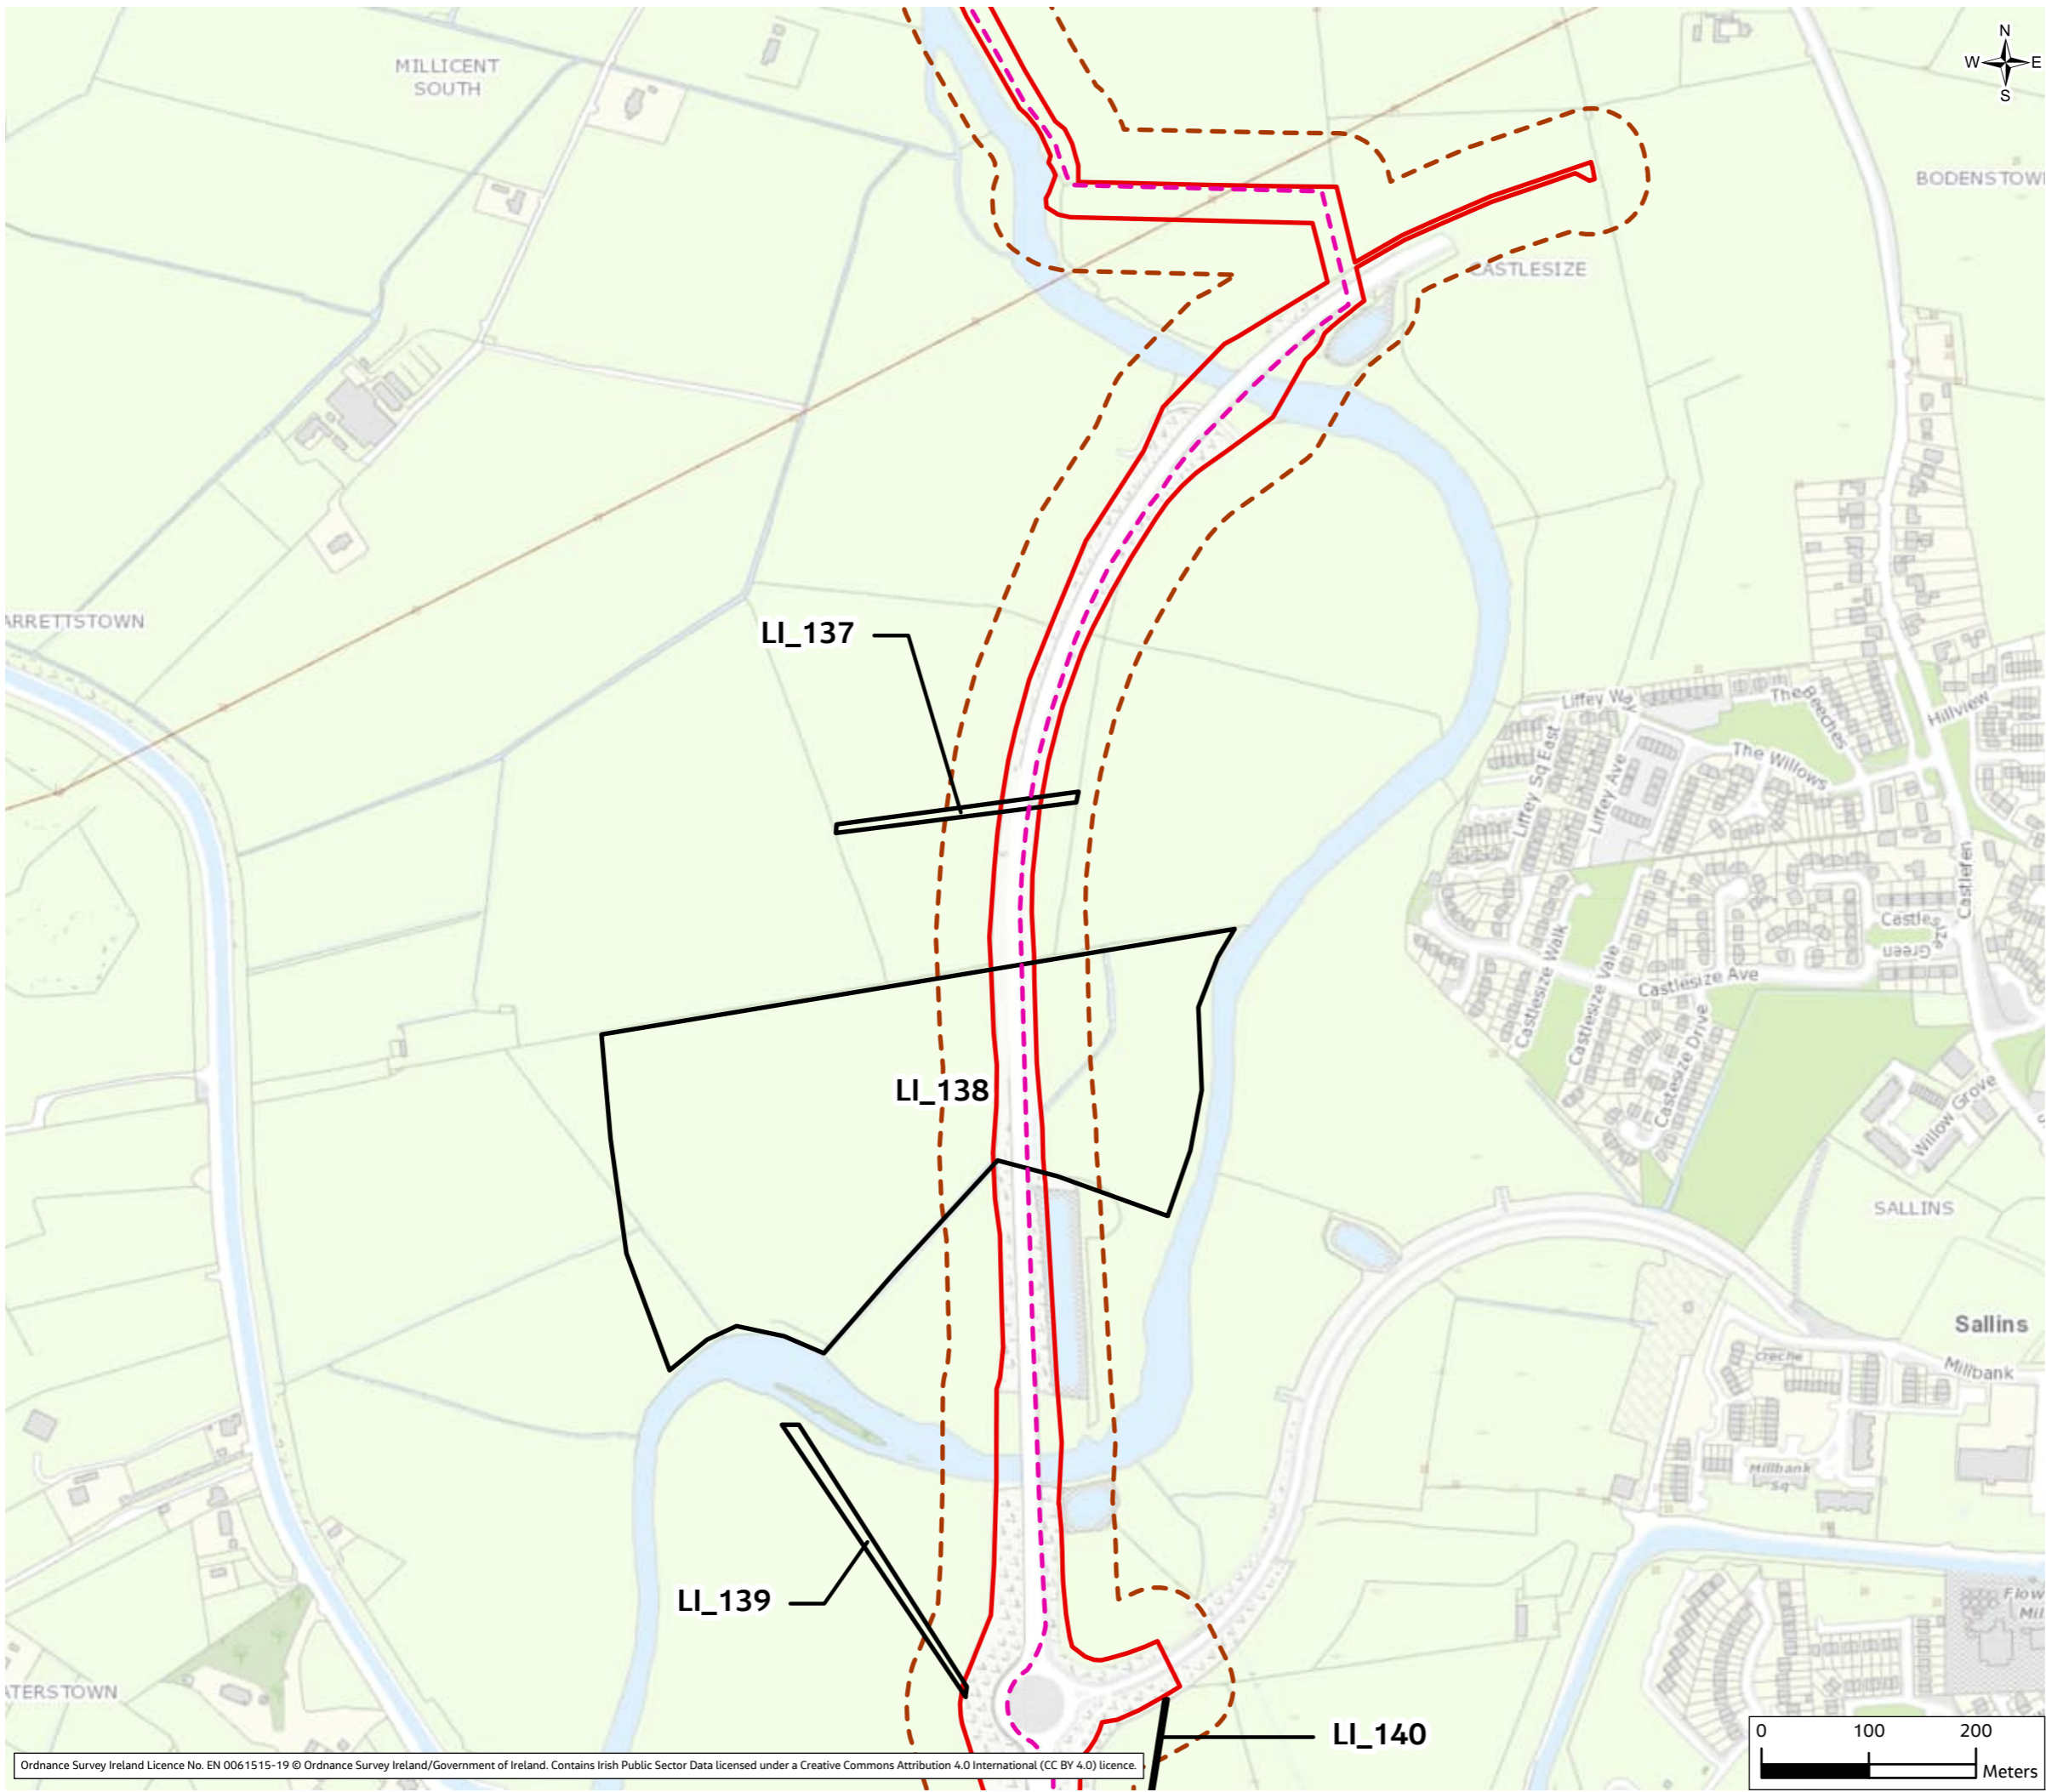 N
W E
S
MILLICENT
SOUTH
BODENSTOWN
CASTLESIZE
ARRETTSTOWN
LI_137
Liffey Way
The Beeches
Hillview
The Willows
Liffey Sq East
Liffey Ave
Castlefen
Castlesize Green
Castlesize Walk
Castlesize Vale
Castlesize Ave
Castlesize Drive
LI_138
Willow Grove
SALLINS
Sallins
Millbank
creche
Millbank
Sq
LI_139
Flow
Mil
ATERSTOWN
LI_140
0 100 200
Meters
Ordnance Survey Ireland Licence No. EN 0061515-19 © Ordnance Survey Ireland/Government of Ireland. Contains Irish Public Sector Data licensed under a Creative Commons Attribution 4.0 International (CC BY 4.0) licence.